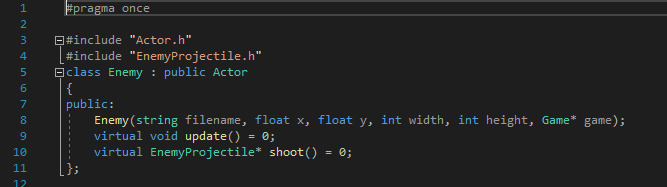 1 #pragma once
2
3 #include "Actor.h"
4 #include "EnemyProjectile.h"
5 class Enemy : public Actor
6 {
7 public:
8 Enemy(string filename, float x, float y, int width, int height, Game* game);
9 virtual void update() = 0;
10 virtual EnemyProjectile* shoot() = 0;
11 };
12